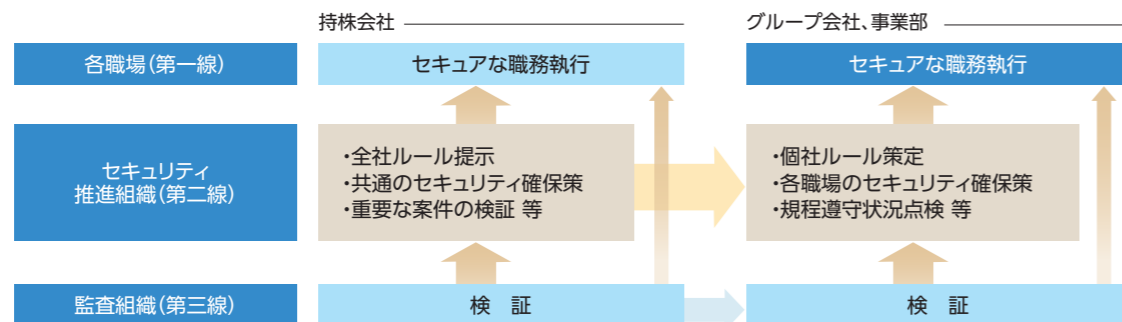 持株会社
グループ会社、事業部
各職場(第一線)
セキュアな職務執行
セキュアな職務執行
セキュリティ
推進組織(第二線)
・全社ルール提示
・共通のセキュリティ確保策
・重要な案件の検証 等
・個社ルール策定
・各職場のセキュリティ確保策
・規程遵守状況点検 等
監査組織(第三線)
検 証
検 証